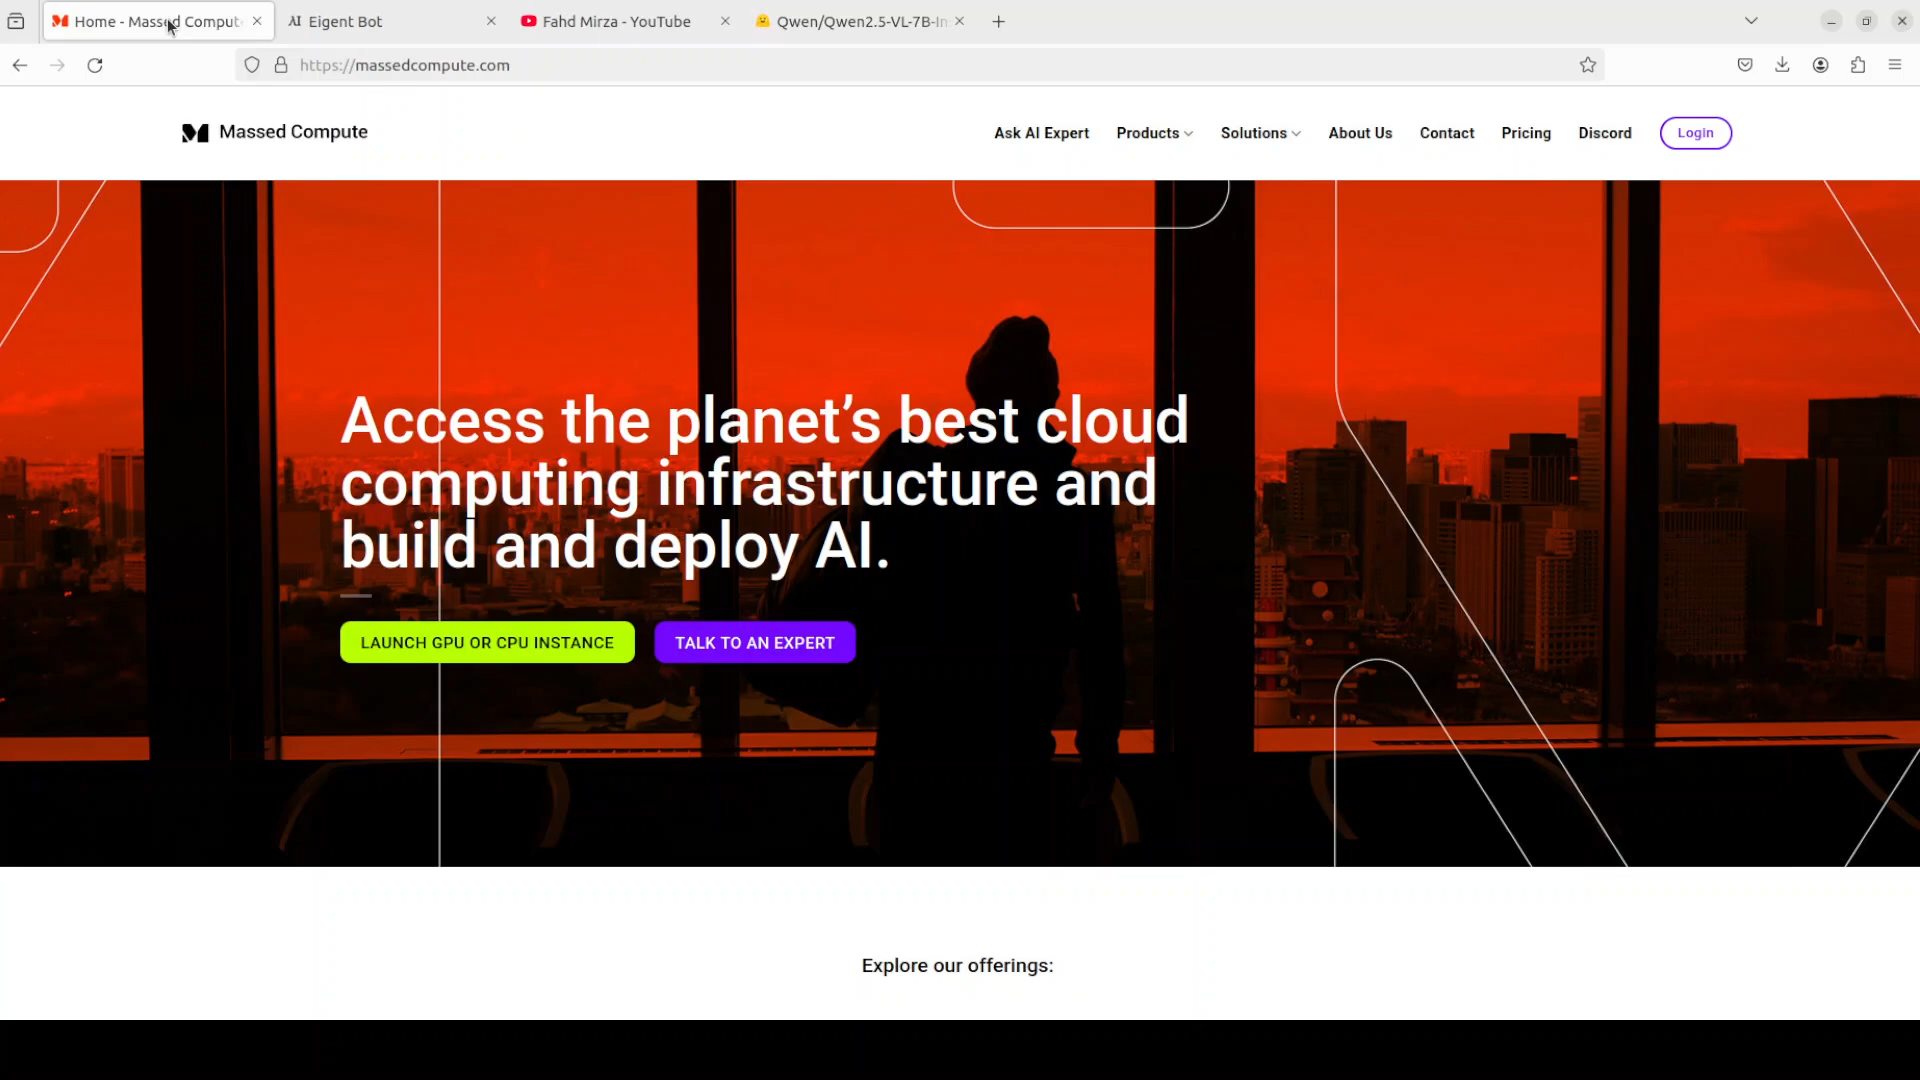 Home - Massed Comput
Eigent Bot
Fahd Mirza - YouTube
Qwen/Qwen2.5-VL-7B-In
https://massedcompute.com
Massed Compute
Ask AI Expert
Products
Solutions
About Us
Contact
Pricing
Discord
Login
Access the planet’s best cloud
computing infrastructure and
build and deploy AI.
LAUNCH GPU OR CPU INSTANCE
TALK TO AN EXPERT
Explore our offerings: